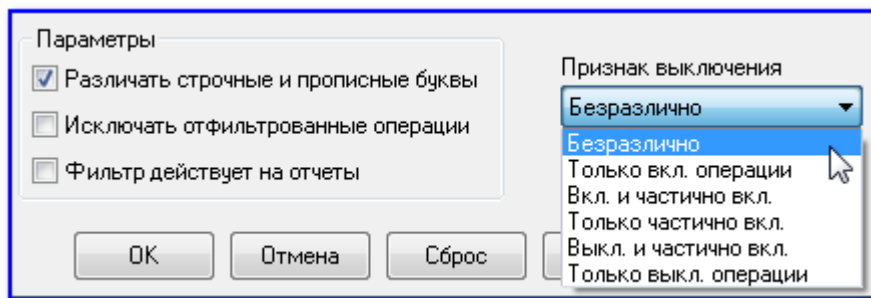 Параметры
Различать строчные и прописные буквы
Исключать отфильтрованные операции
Фильтр действует на отчеты
Признак выключения
Безразлично
Безразлично
Только вкл. операции
Вкл. и частично вкл.
Только частично вкл.
Выкл. и частично вкл.
Только выкл. операции
OK
Отмена
Сброс